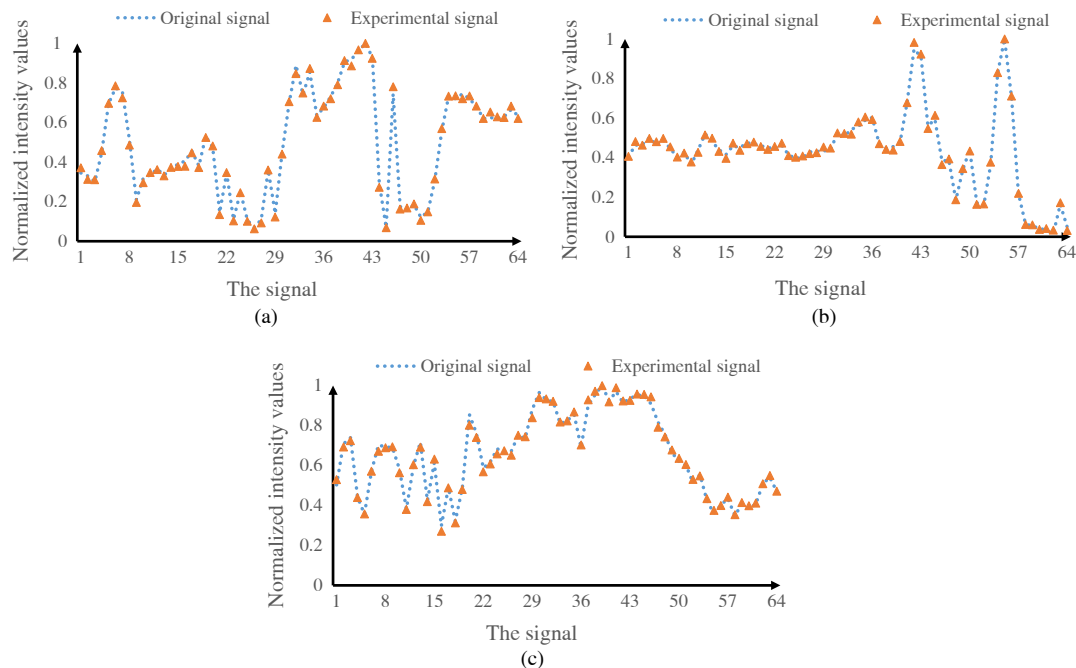 Original signal
Experimental signal
Normalized intensity values
1
0.8
0.6
0.4
0.2
0
1 8 15 22 29 36 43 50 57 64
The signal
(a)
Original signal
Experimental signal
Normalized intensity values
1
0.8
0.6
0.4
0.2
0
1 8 15 22 29 36 43 50 57 64
The signal
(b)
Original signal
Experimental signal
Normalized intensity values
1
0.8
0.6
0.4
0.2
0
1 8 15 22 29 36 43 50 57 64
The signal
(c)